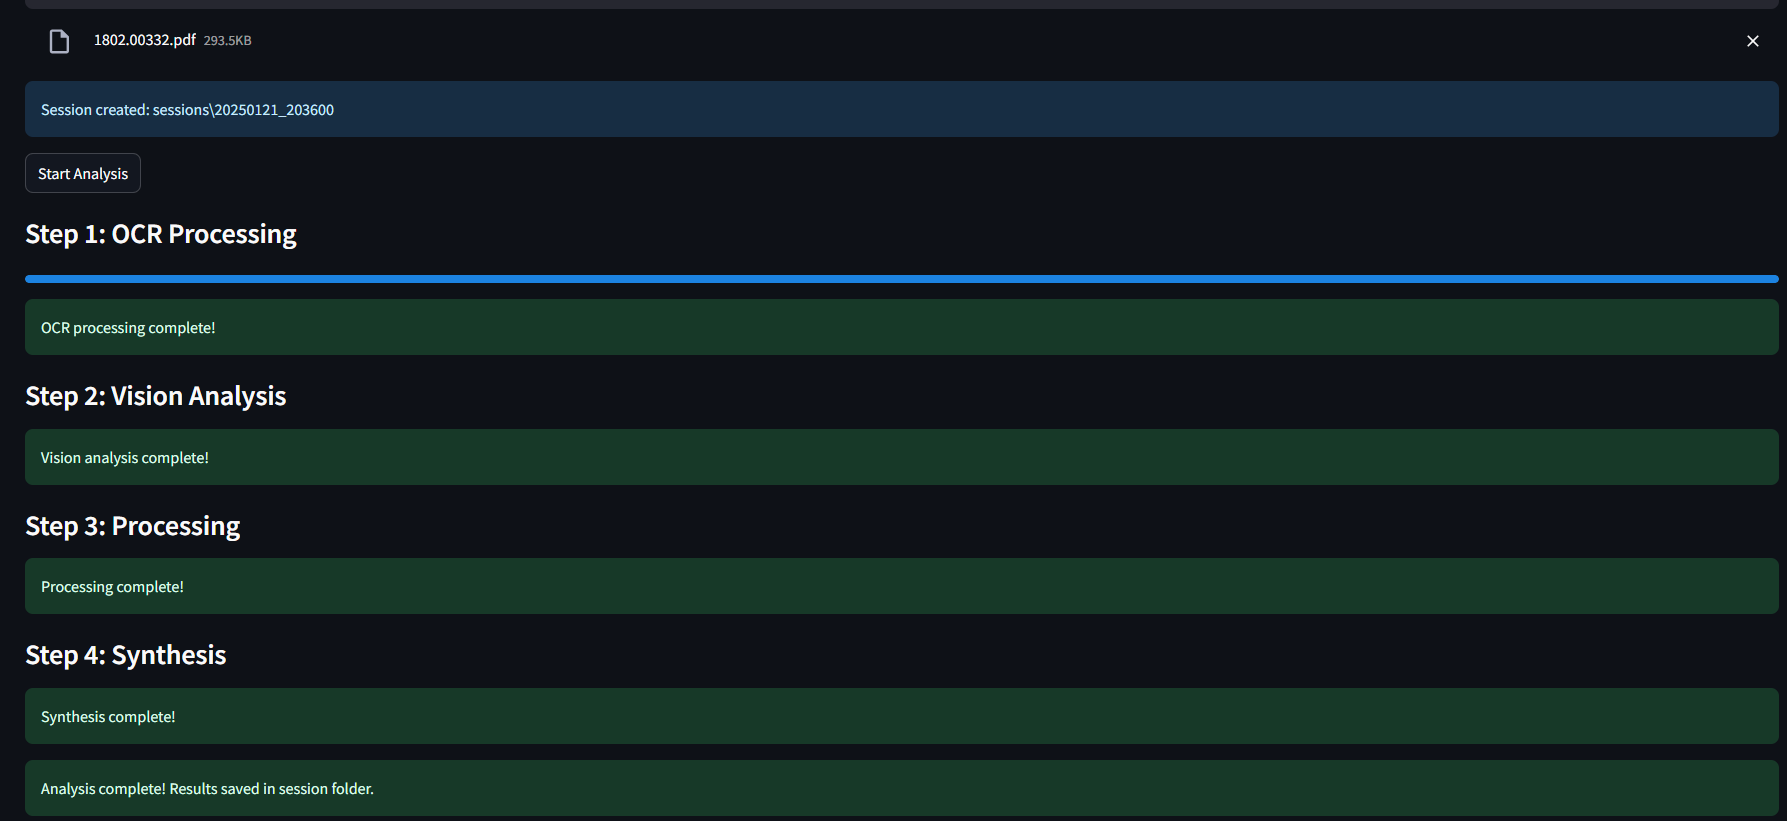 1802.00332.pdf 293.5KB
Session created: sessions\20250121_203600
Start Analysis
Step 1: OCR Processing
OCR processing complete!
Step 2: Vision Analysis
Vision analysis complete!
Step 3: Processing
Processing complete!
Step 4: Synthesis
Synthesis complete!
Analysis complete! Results saved in session folder.